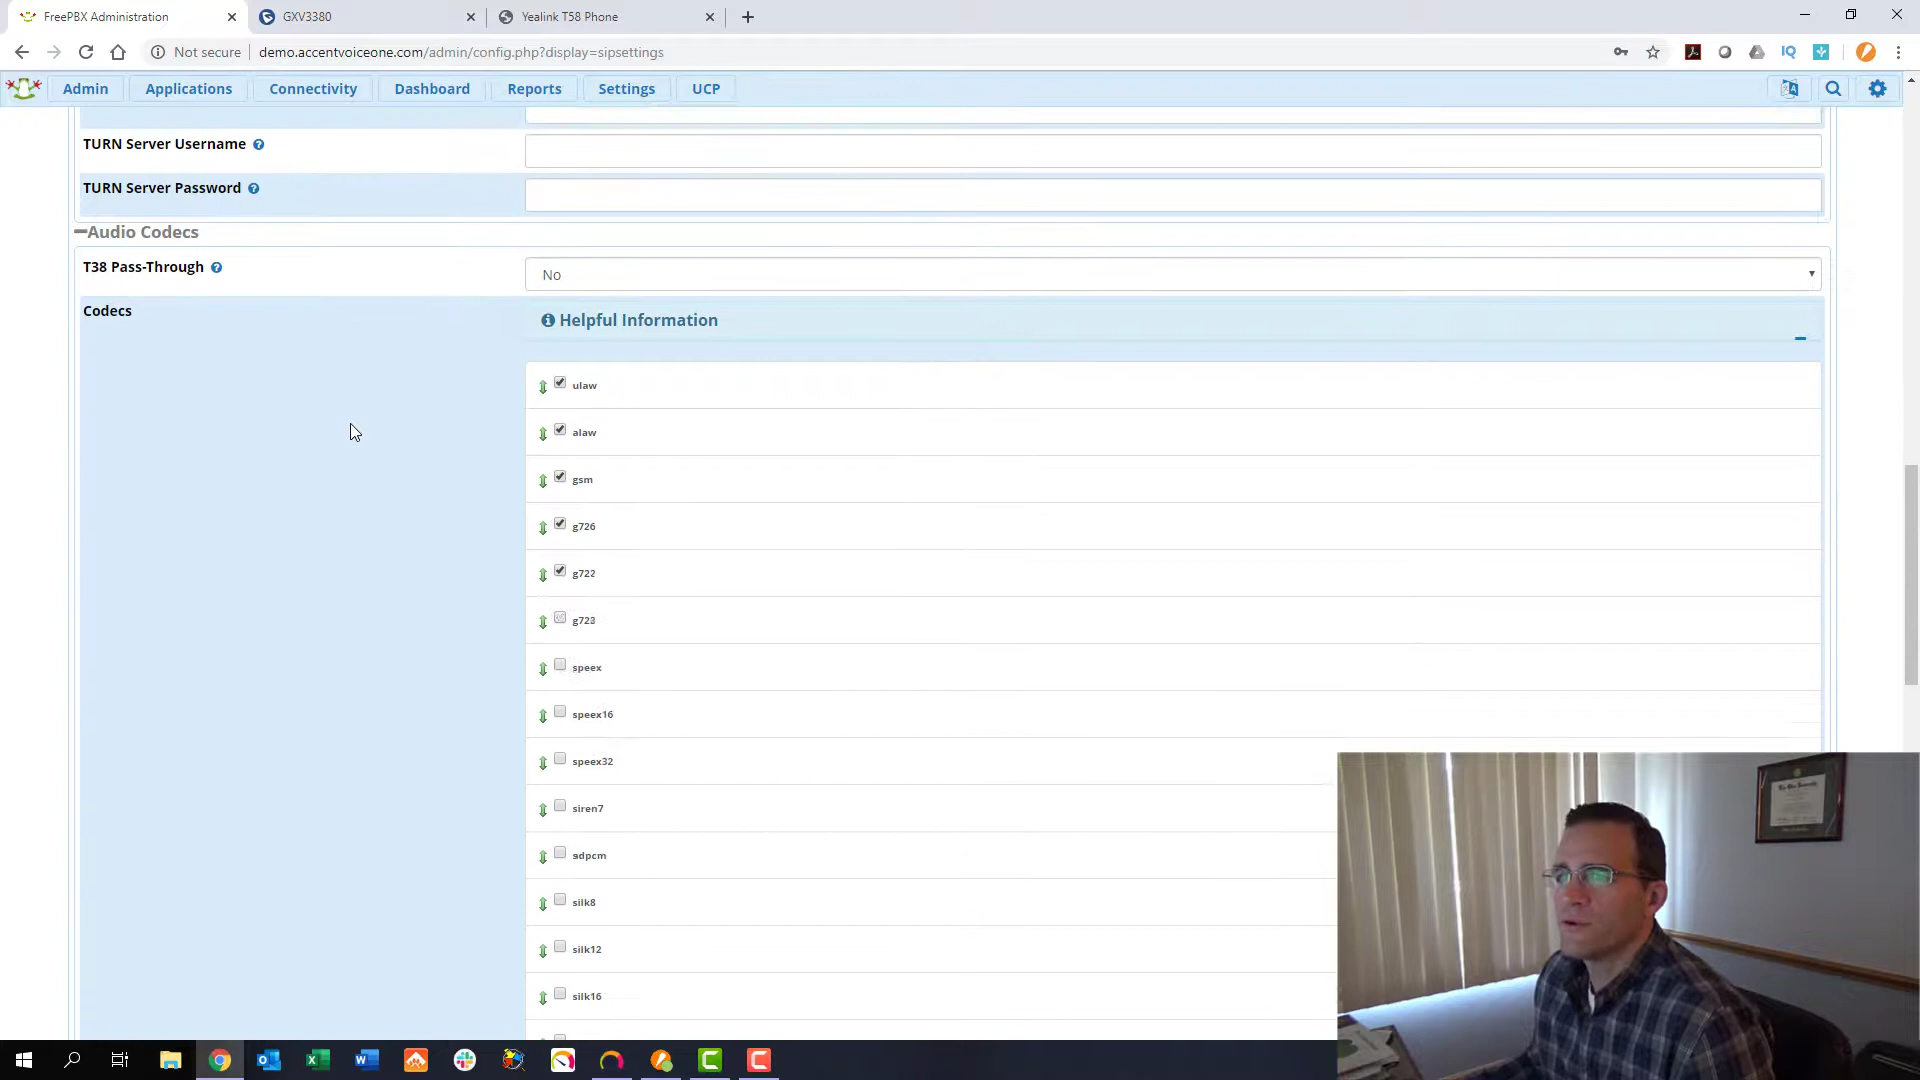 FreePBX Administration
GXV3380
Yealink T58 Phone
Not secure
demo.accentvoiceone.com/admin/config.php?display=sipsettings
Admin
Applications
Connectivity
Dashboard
Reports
Settings
UCP
TURN Server Username
TURN Server Password
Audio Codecs
T38 Pass-Through
No
Codecs
Helpful Information
ulaw
alaw
gsm
g726
g722
g723
speex
speex16
speex32
siren7
adpcm
silk8
silk12
silk16